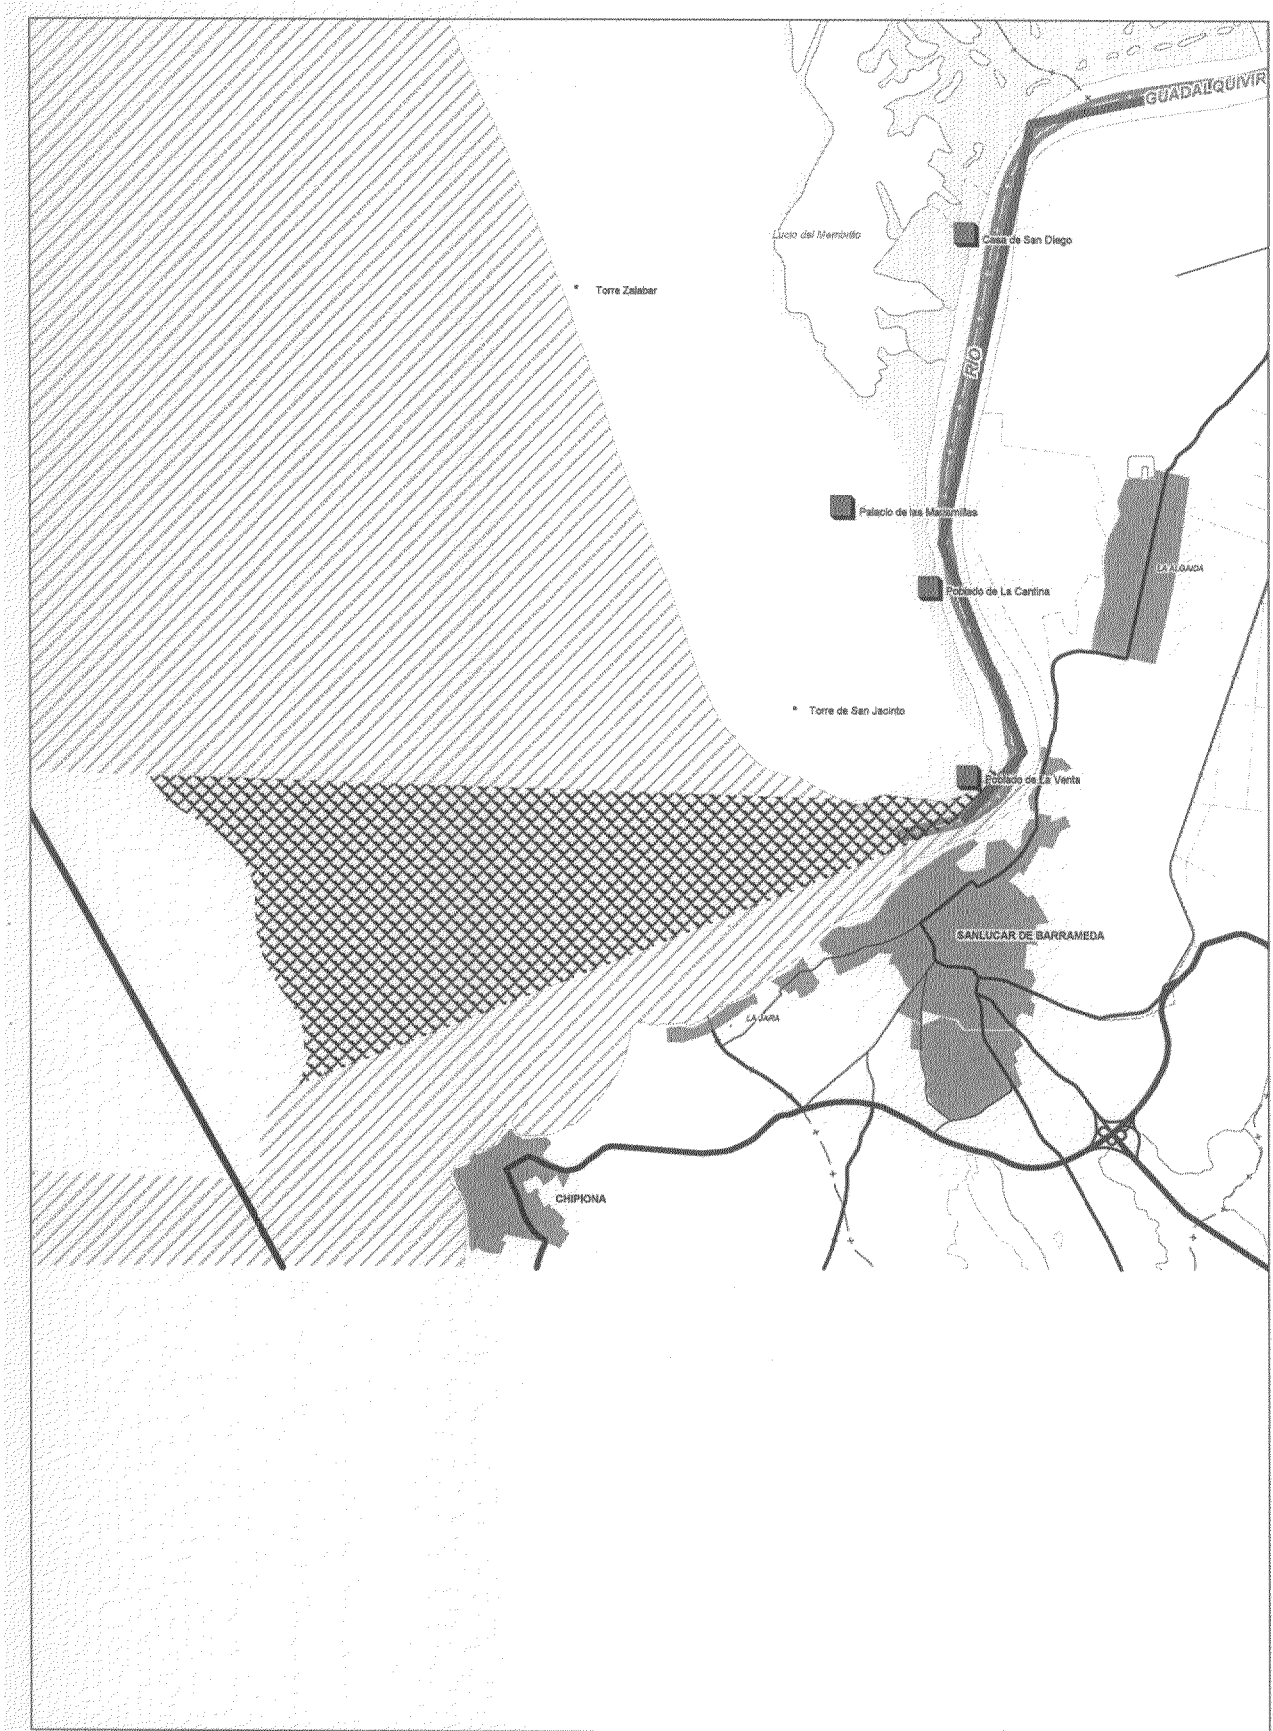 GUADALQUIVIR
Lucio del Membrillo
Casa de San Diego
Torre Zalabar
RÍO
Palacio de las Marismillas
LA ALGAIDA
Poblado de La Cantina
Torre de San Jacinto
Poblado de La Venta
SANLUCAR DE BARRAMEDA
LA JARA
CHIPIONA